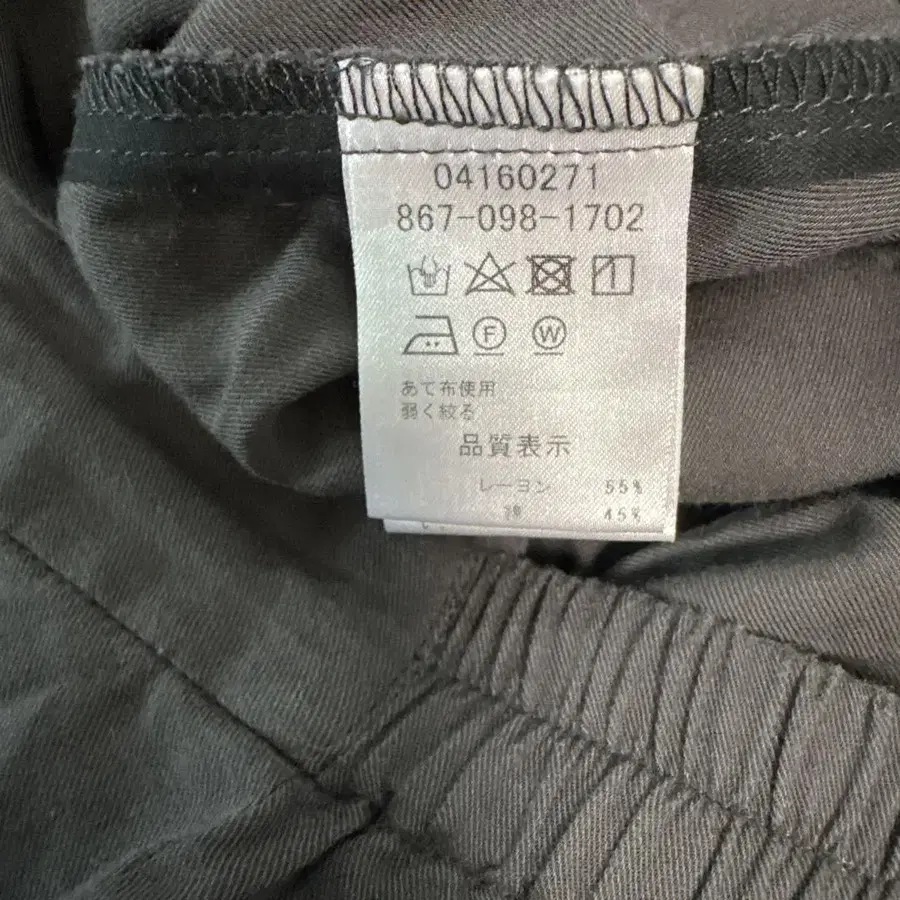 04160271
867-098-1702
F W
あて布使用
弱く絞る
品質表示
レーヨン 55%
45%